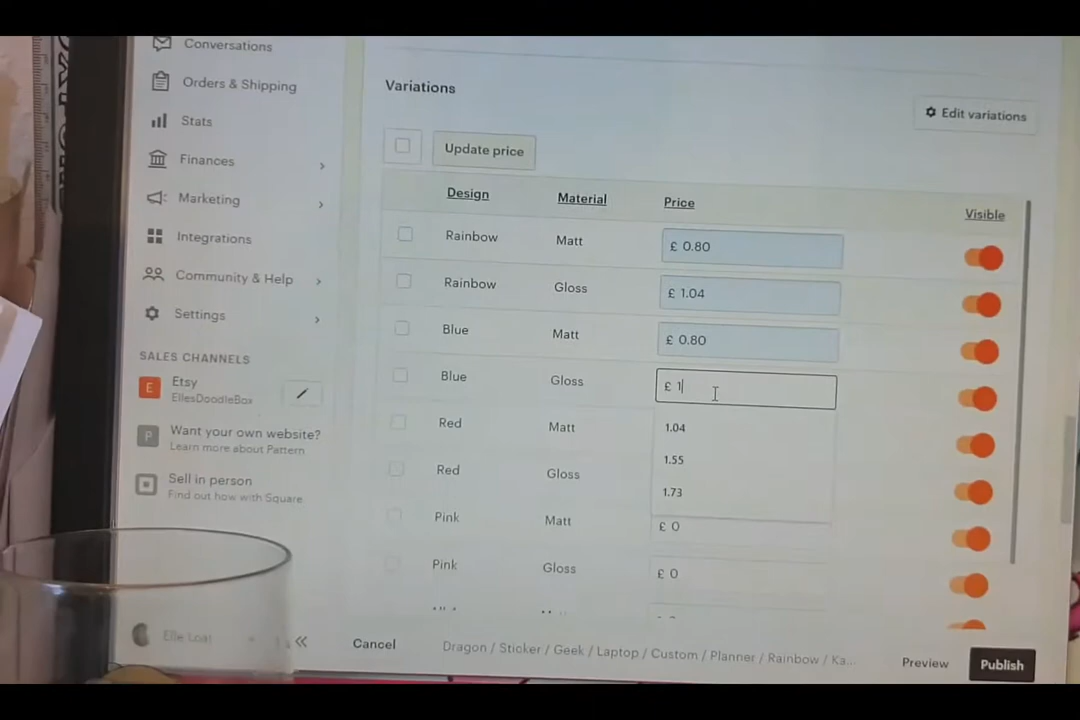 Conversations
Orders & Shipping
Stats
Finances
Marketing
Integrations
Community & Help
Settings
SALES CHANNELS
E
Etsy
EllesDoodleBox
P
Want your own website?
Learn more about Pattern
Sell in person
Find out how with Square
Elle
Variations
Edit variations
Update price
Design Material Price Visible
Rainbow Matt £ 0.80
Rainbow Gloss £ 1.04
Blue Matt £ 0.80
Blue Gloss £ 1
1.04
Red Matt
1.55
Red Gloss
1.73
Pink Matt £ 0
Pink Gloss £ 0
Cancel
Dragon / Sticker / Geek / Laptop / Custom / Planner / Rainbow / Ka...
Preview
Publish